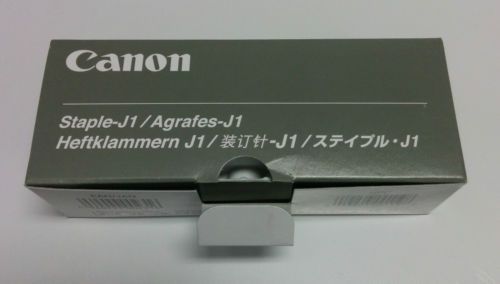 Canon
Staple-J1 / Agrafes-J1
Heftklammern J1 / 装订针-J1 / ステイプル・J1